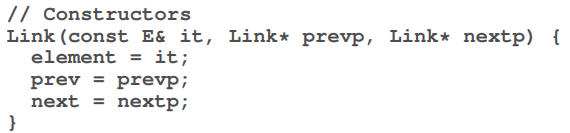 // Constructors
Link(const E& it, Link* prevp, Link* nextp) {
  element = it;
  prev = prevp;
  next = nextp;
}